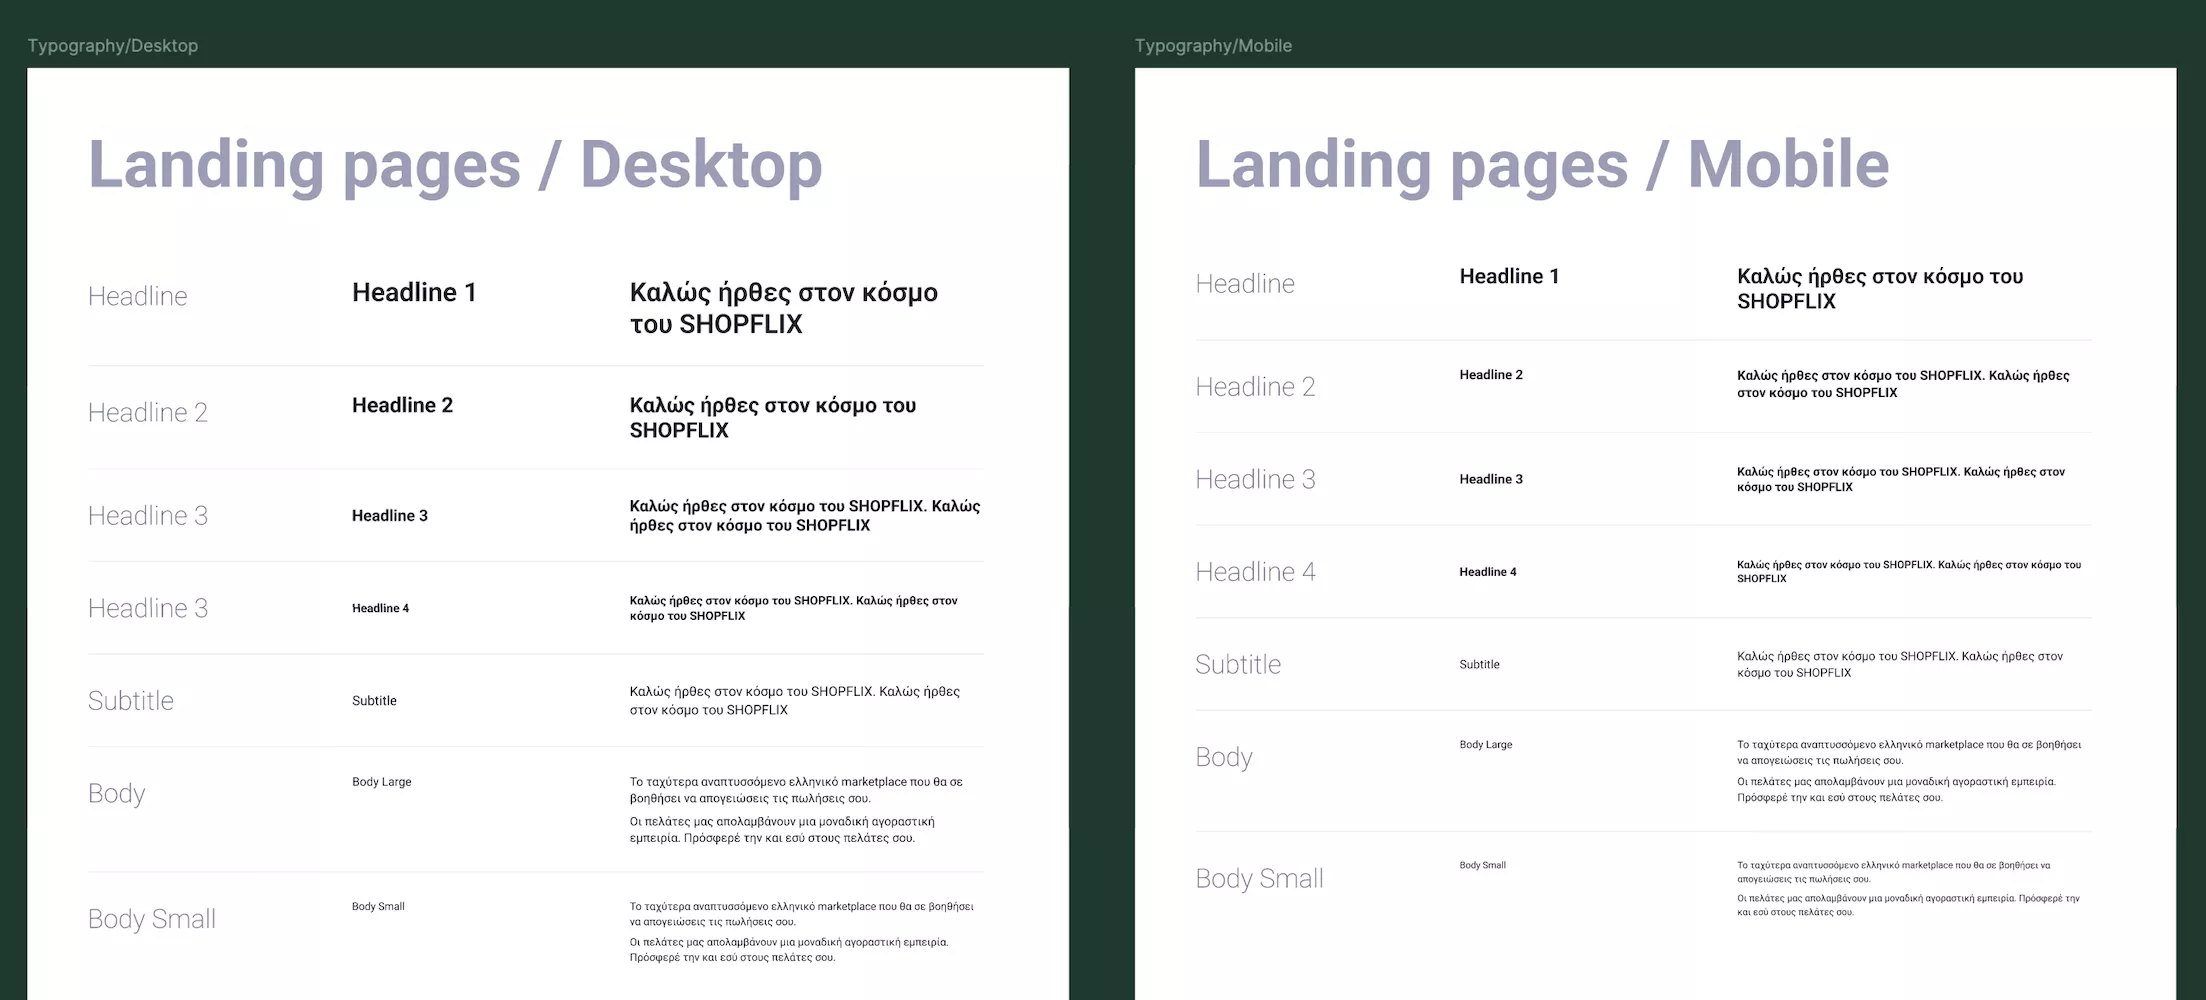 Typography/Desktop
Landing pages / Desktop
Headline
Headline 1
Καλώς ήρθες στον κόσμο
του SHOPFLIX
Headline 2
Headline 2
Καλώς ήρθες στον κόσμο του
SHOPFLIX
Headline 3
Headline 3
Καλώς ήρθες στον κόσμο του SHOPFLIX. Καλώς
ήρθες στον κόσμο του SHOPFLIX
Headline 3
Headline 4
Καλώς ήρθες στον κόσμο του SHOPFLIX. Καλώς ήρθες στον
κόσμο του SHOPFLIX
Subtitle
Subtitle
Καλώς ήρθες στον κόσμο του SHOPFLIX. Καλώς ήρθες
στον κόσμο του SHOPFLIX
Body
Body Large
Το ταχύτερα αναπτυσσόμενο ελληνικό marketplace που θα σε
βοηθήσει να απογειώσεις τις πωλήσεις σου.
Οι πελάτες μας απολαμβάνουν μια μοναδική αγοραστική
εμπειρία. Πρόσφερέ την και εσύ στους πελάτες σου.
Body Small
Body Small
Το ταχύτερα αναπτυσσόμενο ελληνικό marketplace που θα σε βοηθήσει
να απογειώσεις τις πωλήσεις σου.
Οι πελάτες μας απολαμβάνουν μια μοναδική αγοραστική εμπειρία.
Πρόσφερέ την και εσύ στους πελάτες σου.
Typography/Mobile
Landing pages / Mobile
Headline
Headline 1
Καλώς ήρθες στον κόσμο του
SHOPFLIX
Headline 2
Headline 2
Καλώς ήρθες στον κόσμο του SHOPFLIX. Καλώς ήρθες
στον κόσμο του SHOPFLIX
Headline 3
Headline 3
Καλώς ήρθες στον κόσμο του SHOPFLIX. Καλώς ήρθες στον
κόσμο του SHOPFLIX
Headline 4
Headline 4
Καλώς ήρθες στον κόσμο του SHOPFLIX. Καλώς ήρθες στον κόσμο του
SHOPFLIX
Subtitle
Subtitle
Καλώς ήρθες στον κόσμο του SHOPFLIX. Καλώς ήρθες στον
κόσμο του SHOPFLIX
Body
Body Large
Το ταχύτερα αναπτυσσόμενο ελληνικό marketplace που θα σε βοηθήσει
να απογειώσεις τις πωλήσεις σου.
Οι πελάτες μας απολαμβάνουν μια μοναδική αγοραστική εμπειρία.
Πρόσφερέ την και εσύ στους πελάτες σου.
Body Small
Body Small
Το ταχύτερα αναπτυσσόμενο ελληνικό marketplace που θα σε βοηθήσει να
απογειώσεις τις πωλήσεις σου.
Οι πελάτες μας απολαμβάνουν μια μοναδική αγοραστική εμπειρία. Πρόσφερέ την
και εσύ στους πελάτες σου.